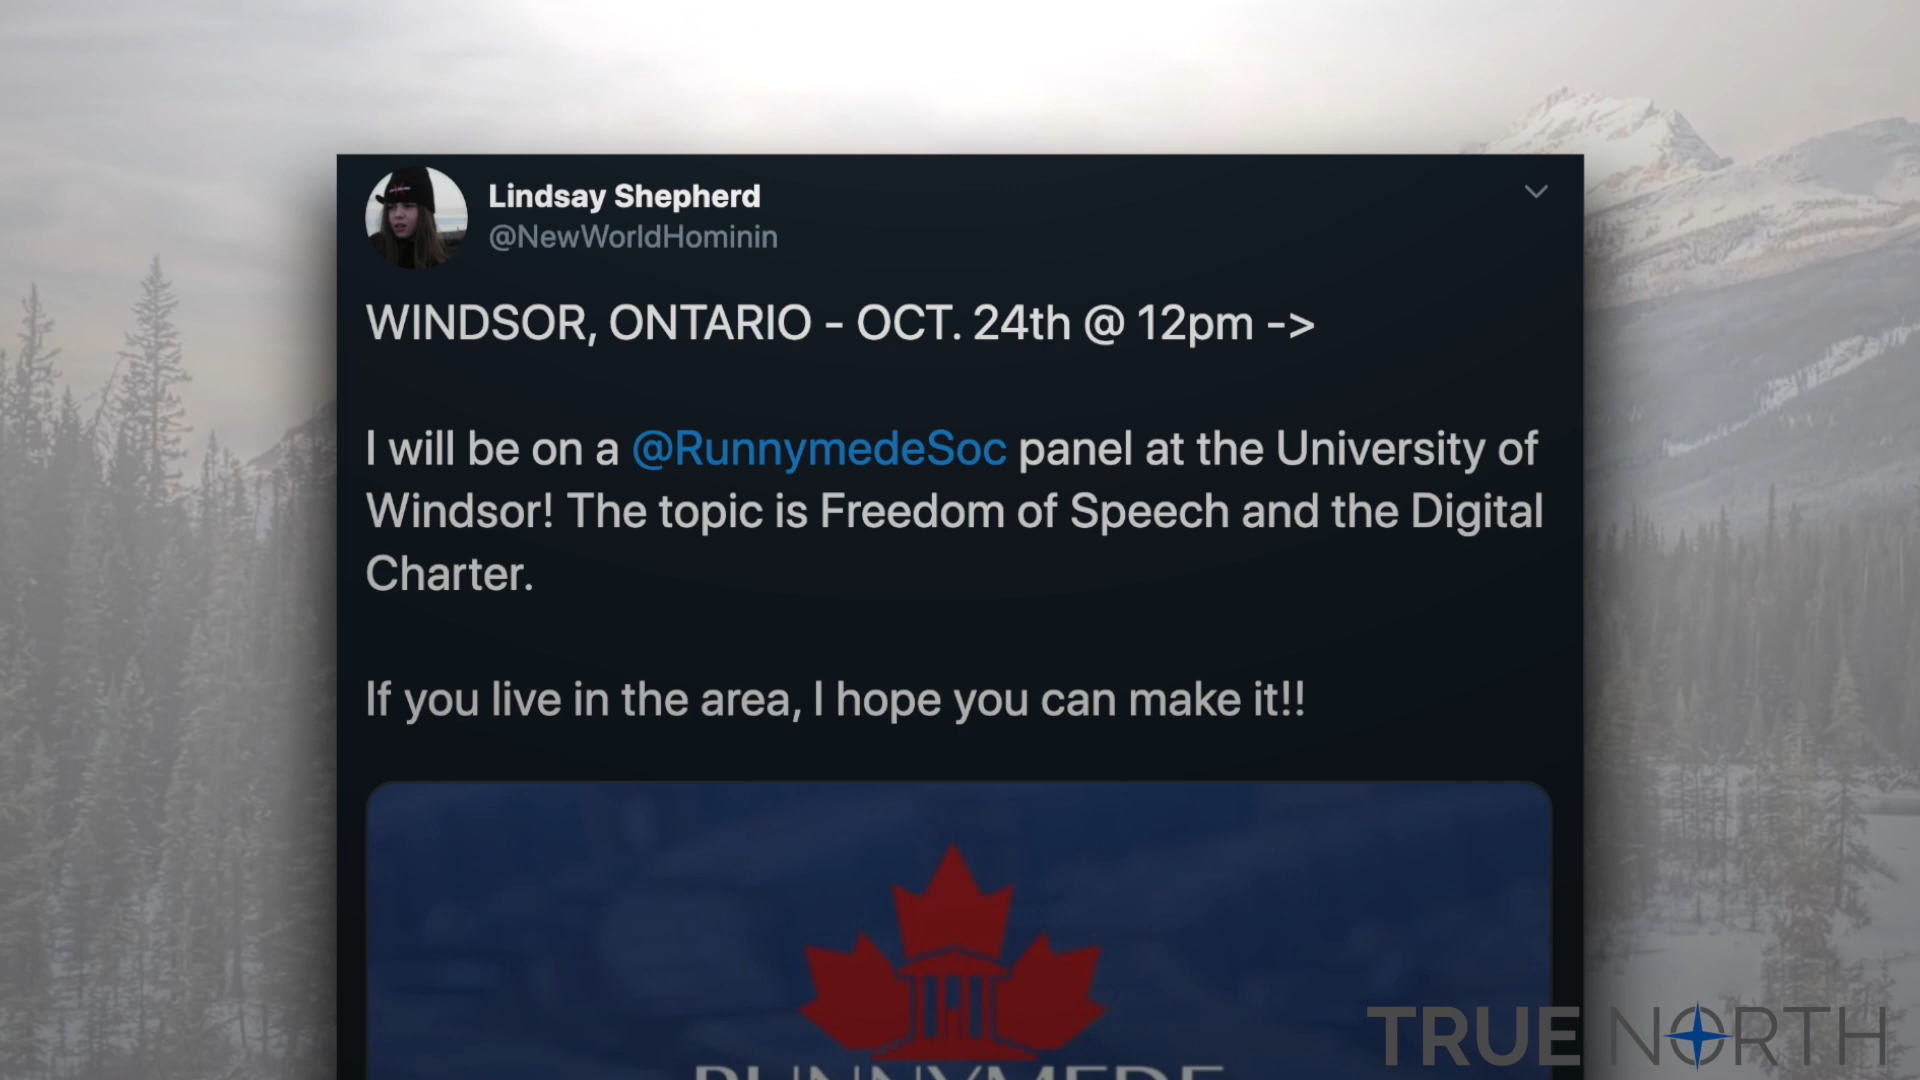 Lindsay Shepherd
@NewWorldHominin
WINDSOR, ONTARIO - OCT. 24th @ 12pm ->
I will be on a @RunnymedeSoc panel at the University of
Windsor! The topic is Freedom of Speech and the Digital
Charter.
If you live in the area, I hope you can make it!!
RUNNYMEDE
TRUE NORTH